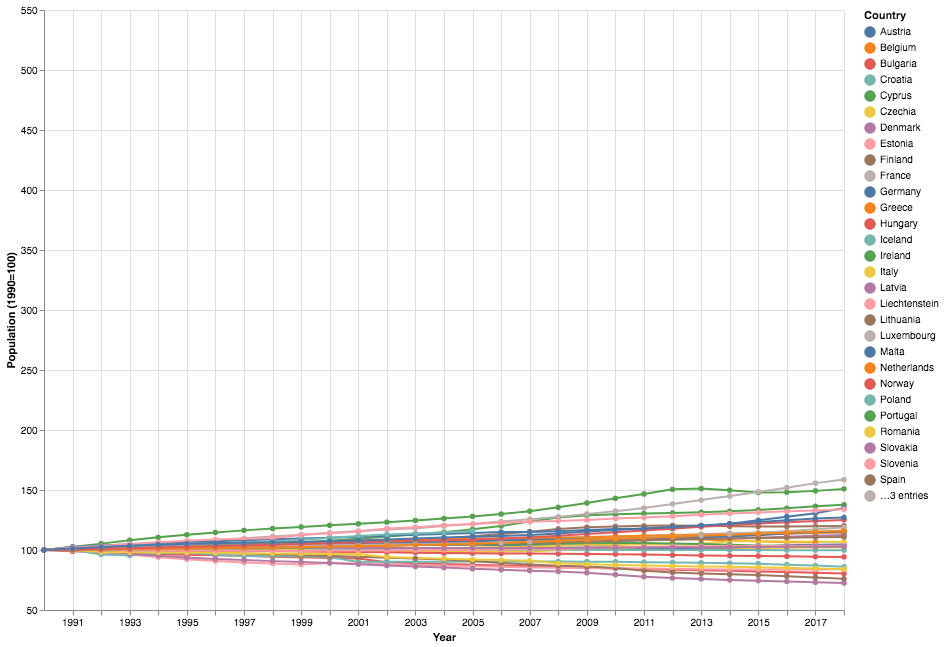 550
500
450
400
350
300
250
200
150
100
50
Population (1990=100)
1991 1993 1995 1997 1999 2001 2003 2005 2007 2009 2011 2013 2015 2017
Year
Country
Austria
Belgium
Bulgaria
Croatia
Cyprus
Czechia
Denmark
Estonia
Finland
France
Germany
Greece
Hungary
Iceland
Ireland
Italy
Latvia
Liechtenstein
Lithuania
Luxembourg
Malta
Netherlands
Norway
Poland
Portugal
Romania
Slovakia
Slovenia
Spain
…3 entries